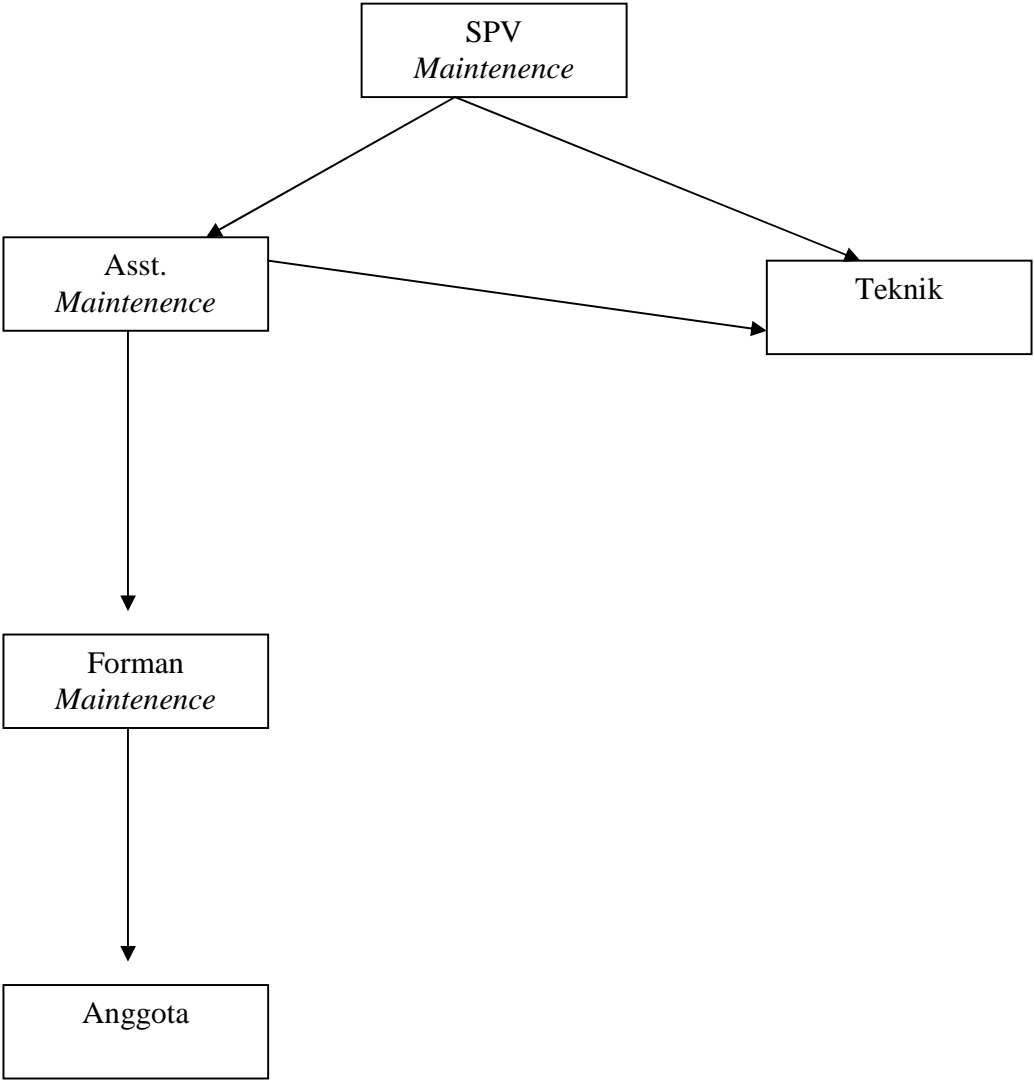 SPV
Maintenence
Asst.
Maintenence
Teknik
Forman
Maintenence
Anggota